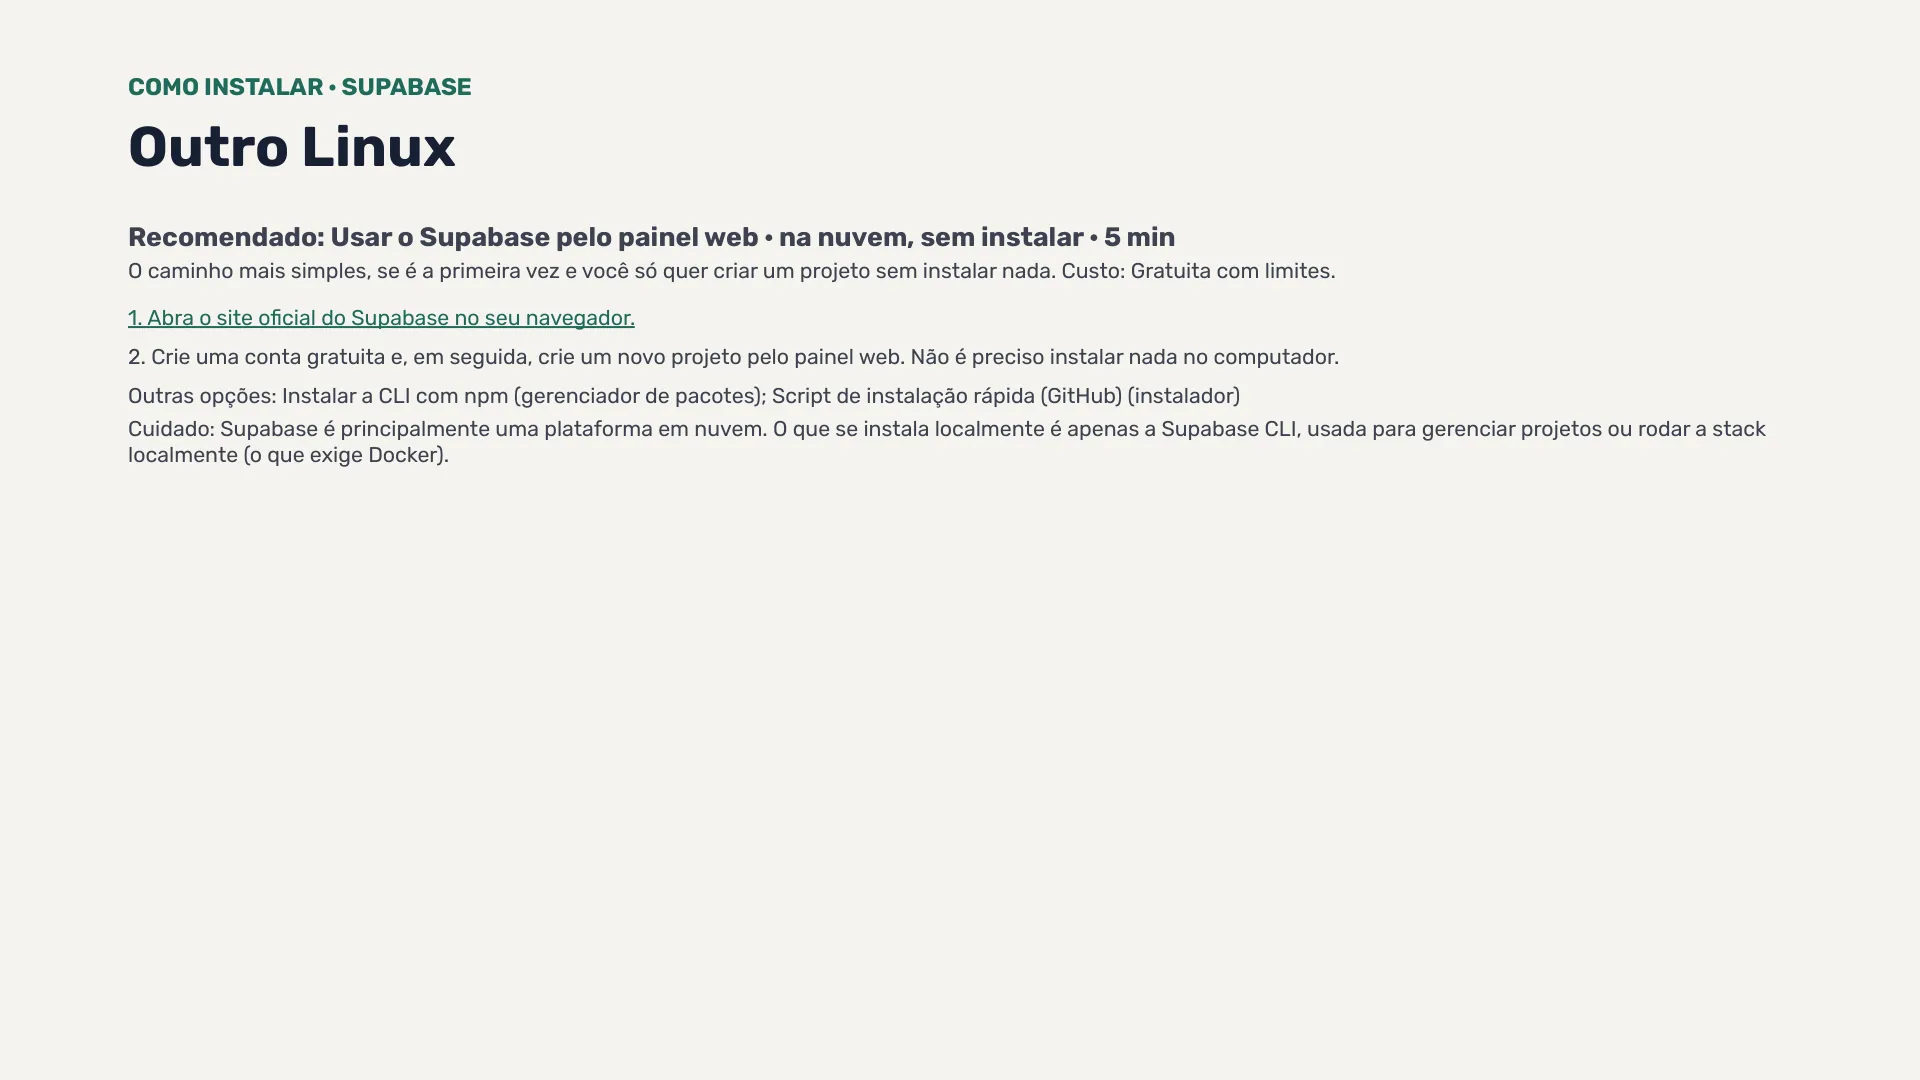 COMO INSTALAR • SUPABASE
Outro Linux
Recomendado: Usar o Supabase pelo painel web • na nuvem, sem instalar • 5 min
O caminho mais simples, se é a primeira vez e você só quer criar um projeto sem instalar nada. Custo: Gratuita com limites.
1. Abra o site oficial do Supabase no seu navegador.
2. Crie uma conta gratuita e, em seguida, crie um novo projeto pelo painel web. Não é preciso instalar nada no computador.
Outras opções: Instalar a CLI com npm (gerenciador de pacotes); Script de instalação rápida (GitHub) (instalador)
Cuidado: Supabase é principalmente uma plataforma em nuvem. O que se instala localmente é apenas a Supabase CLI, usada para gerenciar projetos ou rodar a stack
localmente (o que exige Docker).